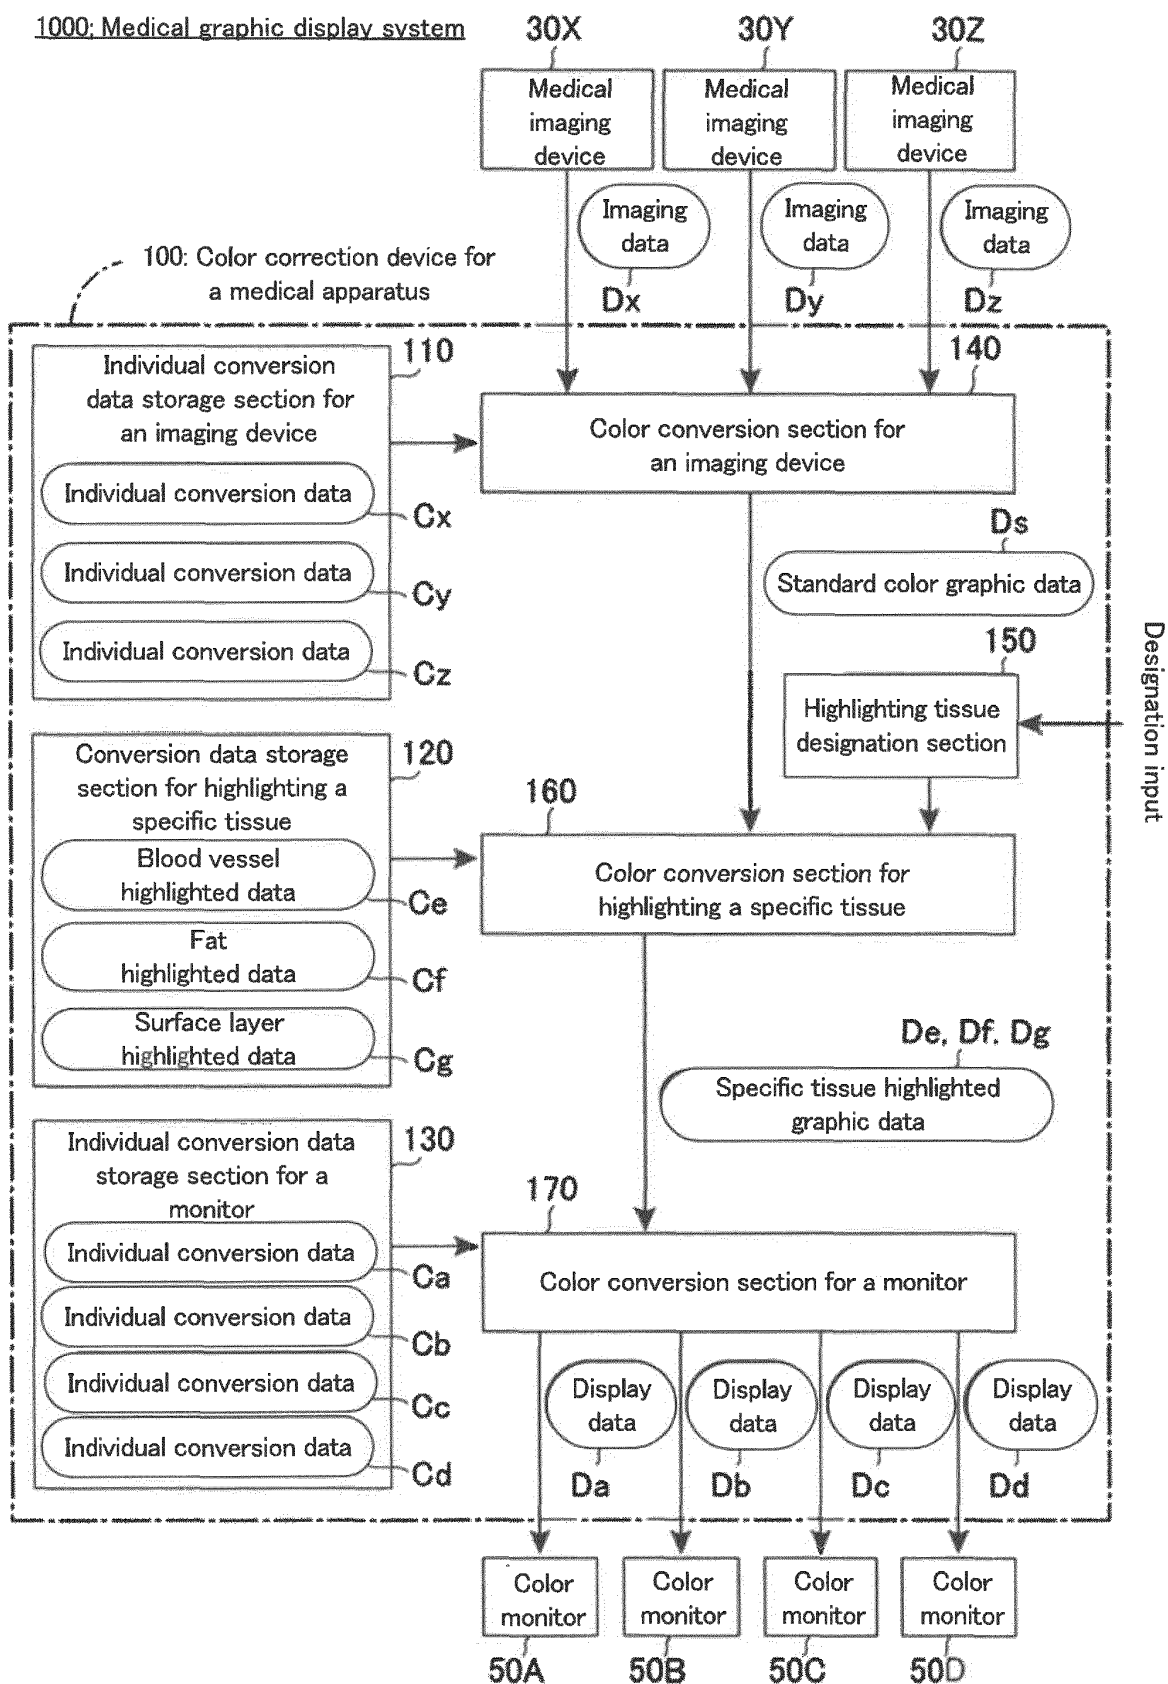 1000; Medical graphic display system
30X
30Y
30Z
Medical
imaging
device
Medical
imaging
device
Medical
imaging
device
Imaging
data
Dx
Imaging
data
Dy
Imaging
data
Dz
100: Color correction device for
a medical apparatus
110
Individual conversion
data storage section for
an imaging device
Individual conversion data
Cx
Individual conversion data
Cy
Individual conversion data
Cz
140
Color conversion section for
an imaging device
Ds
Standard color graphic data
150
Highlighting tissue
designation section
Designation input
120
Conversion data storage
section for highlighting a
specific tissue
Blood vessel
highlighted data
Ce
Fat
highlighted data
Cf
Surface layer
highlighted data
Cg
160
Color conversion section for
highlighting a specific tissue
De, Df, Dg
Specific tissue highlighted
graphic data
130
Individual conversion data
storage section for a
monitor
Individual conversion data
Ca
Individual conversion data
Cb
Individual conversion data
Cc
Individual conversion data
Cd
170
Color conversion section for a monitor
Display
data
Da
Display
data
Db
Display
data
Dc
Display
data
Dd
Color
monitor
50A
Color
monitor
50B
Color
monitor
50C
Color
monitor
50D